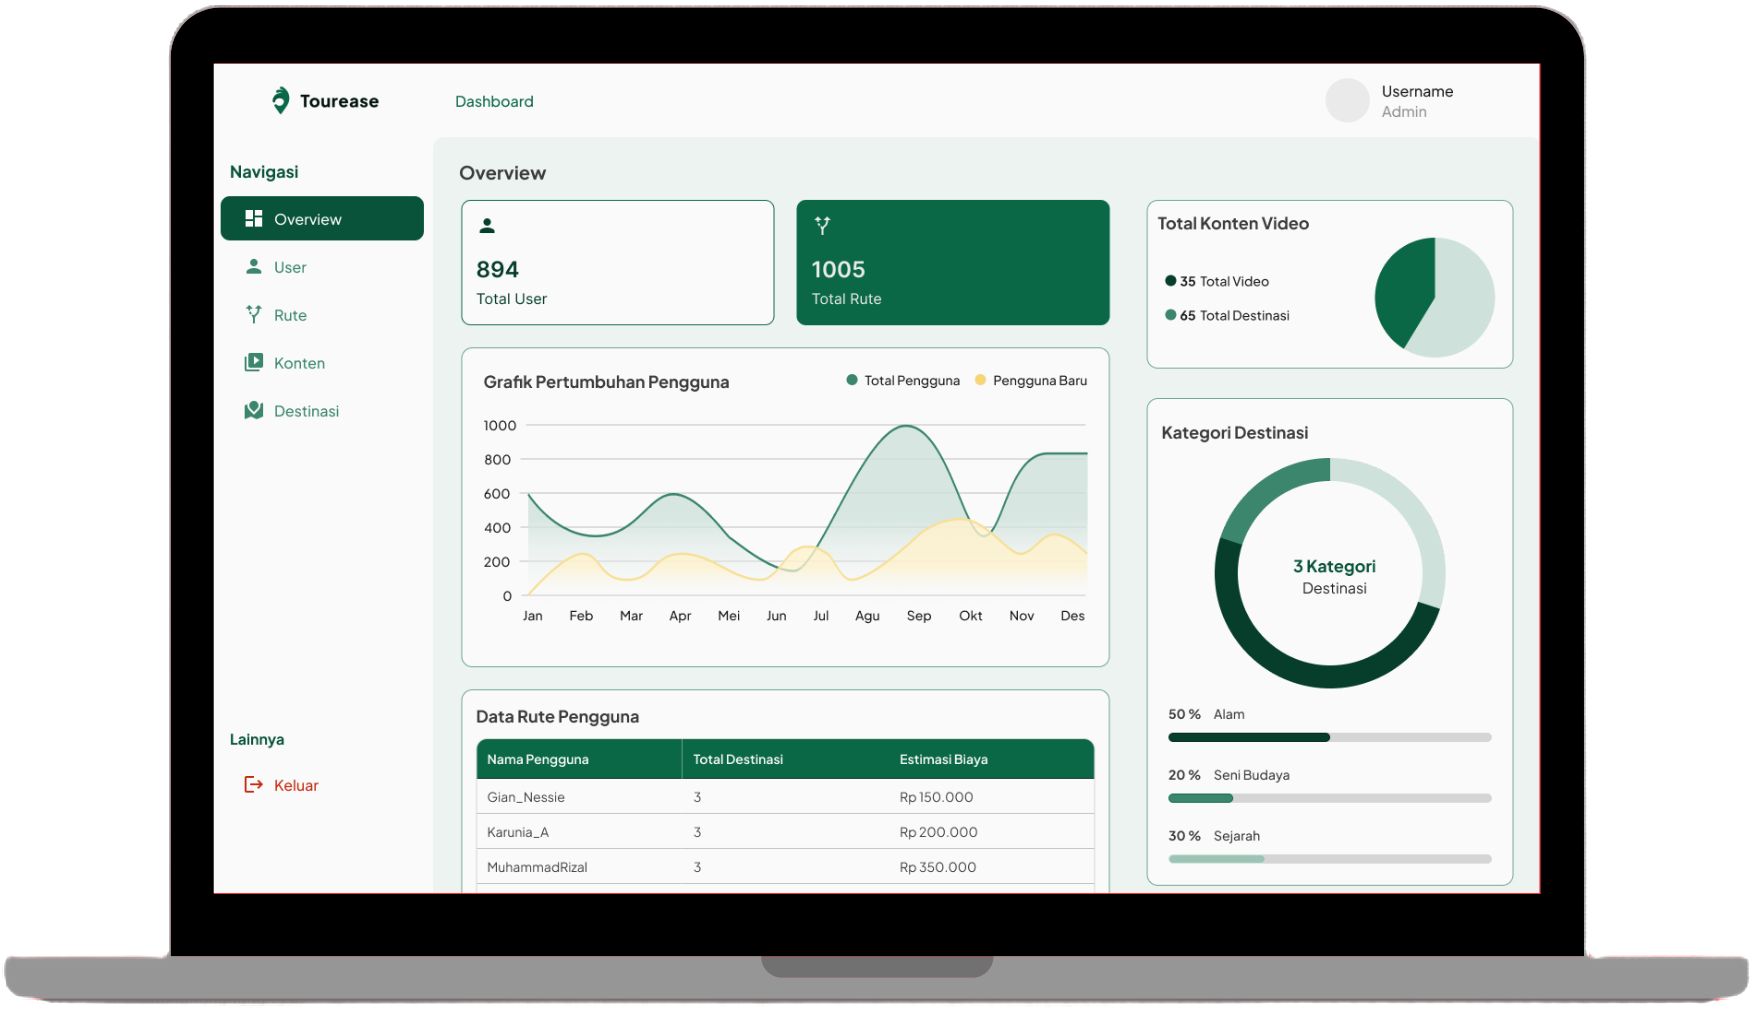 Tourease
Dashboard
Username
Admin
Navigasi
Overview
User
Rute
Konten
Destinasi
Lainnya
Keluar
Overview
894
Total User
1005
Total Rute
Grafik Pertumbuhan Pengguna
Total Pengguna Pengguna Baru
1000
800
600
400
200
0
Jan Feb Mar Apr Mei Jun Jul Agu Sep Okt Nov Des
Data Rute Pengguna
Nama Pengguna Total Destinasi Estimasi Biaya
Gian_Nessie 3 Rp 150.000
Karunia_A 3 Rp 200.000
MuhammadRizal 3 Rp 350.000
Total Konten Video
35 Total Video
65 Total Destinasi
Kategori Destinasi
3 Kategori
Destinasi
50 % Alam
20 % Seni Budaya
30 % Sejarah